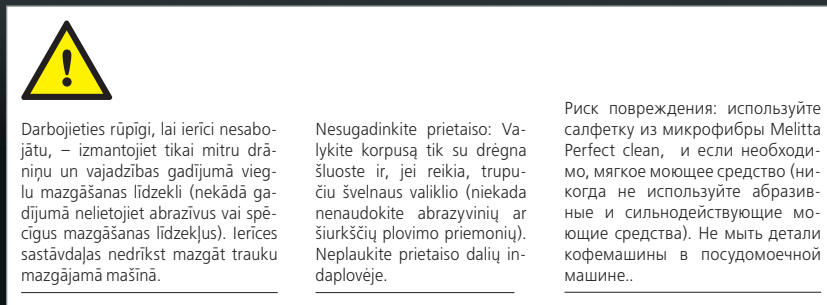 Darbojieties rūpīgi, lai ierīci nesabo-
jātu, – izmantojiet tikai mitru drā-
niņu un vajadzības gadījumā vieg-
lu mazgāšanas līdzekli (nekādā ga-
dījumā nelietojiet abrazīvus vai spē-
cīgus mazgāšanas līdzekļus). Ierīces
sastāvdaļas nedrīkst mazgāt trauku
mazgājamā mašīnā.
Nesugadinkite prietaiso: Va-
lykite korpusą tik su drėgna
šluoste ir, jei reikia, trupu-
čiu švelnaus valiklio (niekada
nenaudokite abrazyvinių ar
šiurkščių plovimo priemonių).
Neplaukite prietaiso dalių in-
daplovėje.
Риск повреждения: используйте
салфетку из микрофибры Melitta
Perfect clean, и если необходи-
мо, мягкое моющее средство (ни-
когда не используйте абразив-
ные и сильнодействующие мо-
ющие средства). Не мыть детали
кофемашины в посудомоечной
машине..